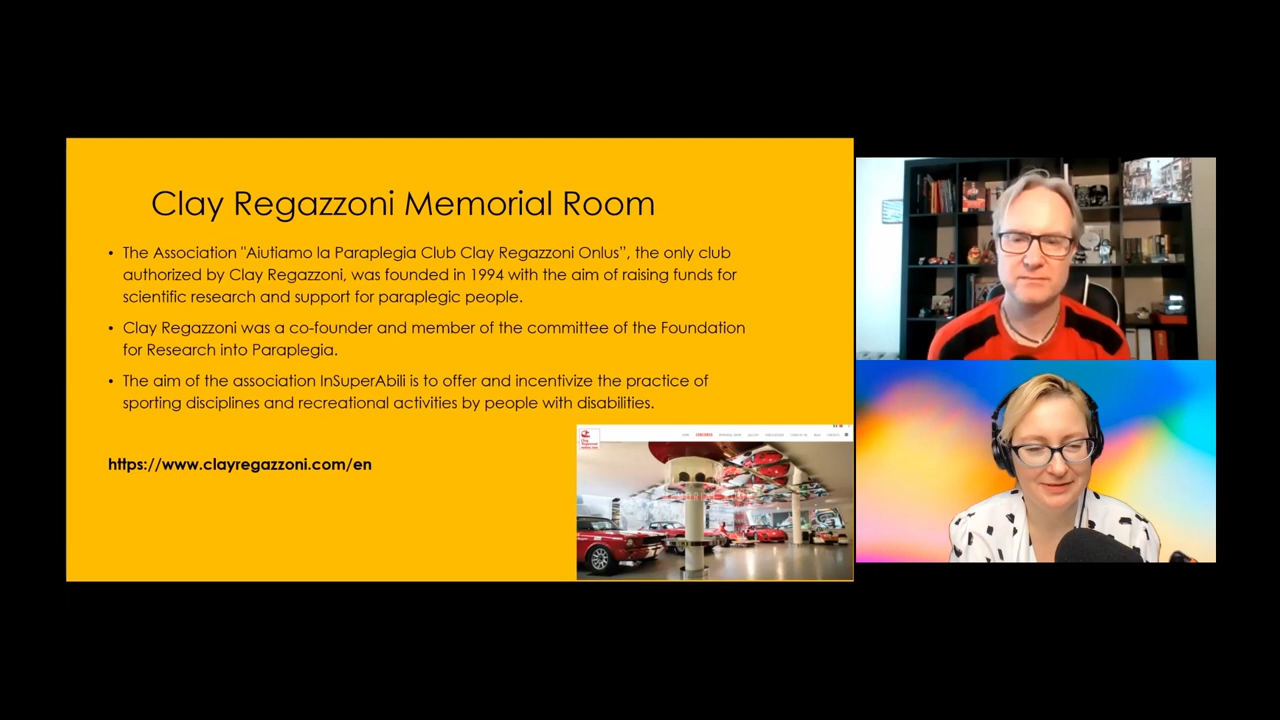 Clay Regazzoni Memorial Room
• The Association "Aiutiamo la Paraplegia Club Clay Regazzoni Onlus”, the only club
authorized by Clay Regazzoni, was founded in 1994 with the aim of raising funds for
scientific research and support for paraplegic people.
• Clay Regazzoni was a co-founder and member of the committee of the Foundation
for Research into Paraplegia.
• The aim of the association InSuperAbili is to offer and incentivize the practice of
sporting disciplines and recreational activities by people with disabilities.
https://www.clayregazzoni.com/en